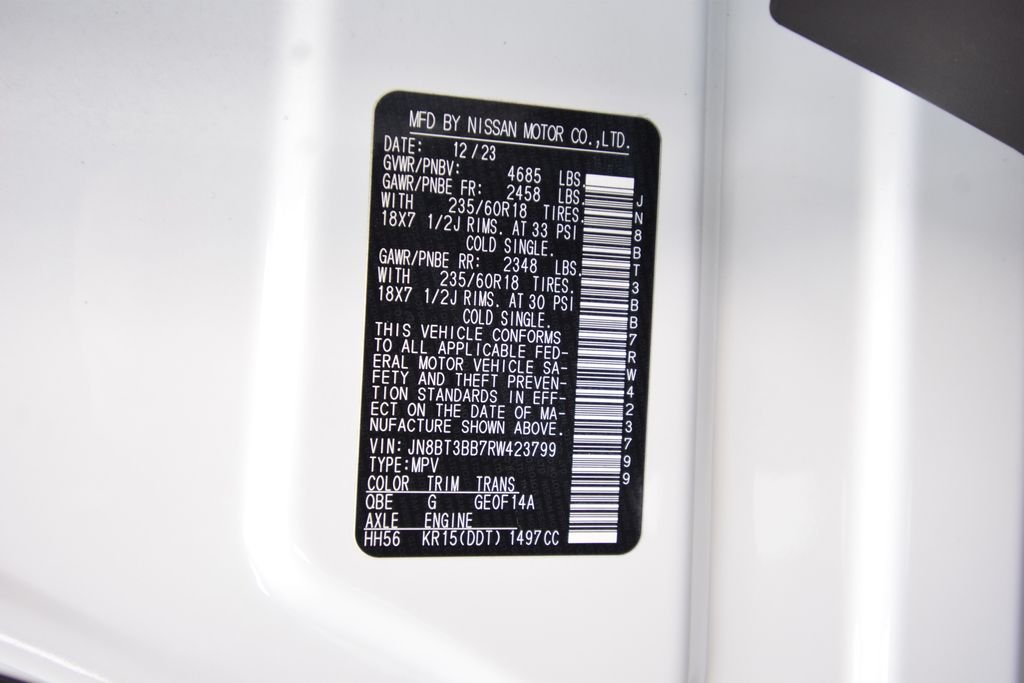 MFD BY NISSAN MOTOR CO.,LTD.
DATE: 12/23
GVWR/PNBV: 4685 LBS.
GAWR/PNBE FR: 2458 LBS.
WITH 235/60R18 TIRES.
18X7 1/2J RIMS. AT 33 PSI
COLD SINGLE.
GAWR/PNBE RR: 2348 LBS.
WITH 235/60R18 TIRES.
18X7 1/2J RIMS. AT 30 PSI
COLD SINGLE.
THIS VEHICLE CONFORMS
TO ALL APPLICABLE FED-
ERAL MOTOR VEHICLE SA-
FETY AND THEFT PREVEN-
TION STANDARDS IN EFF-
ECT ON THE DATE OF MA-
NUFACTURE SHOWN ABOVE.
VIN: JN8BT3BB7RW423799
TYPE:MPV
COLOR TRIM TRANS
QBE G GE0F14A
AXLE ENGINE
HH56 KR15(DDT) 1497CC
JN8BT3BB7RW423799